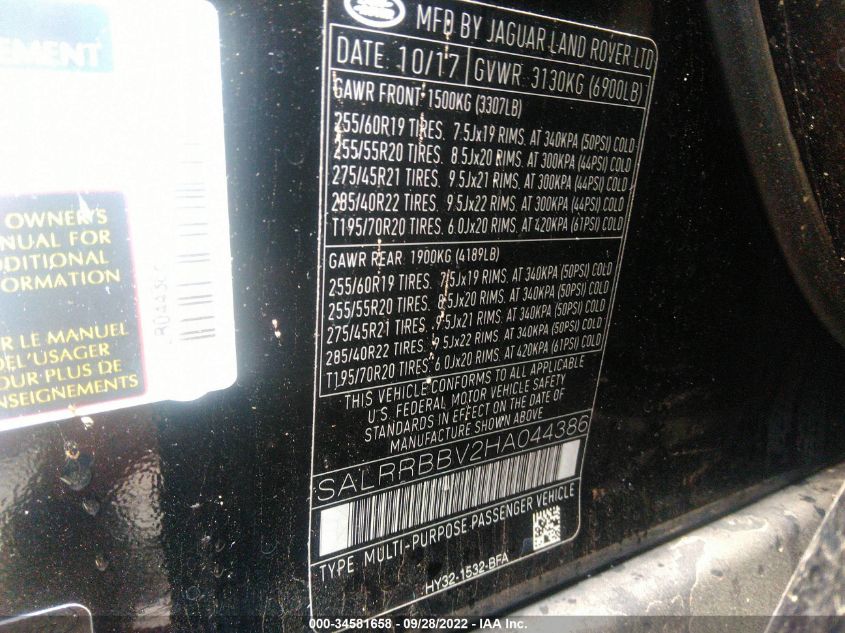 EMENT
OWNER'S
NUAL FOR
DDITIONAL
FORMATION
R LE MANUEL
DEL'USAGER
OUR PLUS DE
NSEIGNEMENTS
MFD BY JAGUAR LAND ROVER LTD
DATE: 10/17 GVWR: 3130KG (6900LB)
GAWR FRONT: 1500KG (3307LB)
255/60R19 TIRES. 7.5Jx19 RIMS. AT 340KPA (50PSI) COLD
255/55R20 TIRES. 8.5Jx20 RIMS. AT 300KPA (44PSI) COLD
275/45R21 TIRES. 9.5Jx21 RIMS. AT 300KPA (44PSI) COLD
285/40R22 TIRES. 9.5Jx22 RIMS. AT 300KPA (44PSI) COLD
T195/70R20 TIRES. 6.0Jx20 RIMS. AT 420KPA (61PSI) COLD
GAWR REAR: 1900KG (4189LB)
255/60R19 TIRES. 7.5Jx19 RIMS. AT 340KPA (50PSI) COLD
255/55R20 TIRES. 8.5Jx20 RIMS. AT 340KPA (50PSI) COLD
275/45R21 TIRES. 9.5Jx21 RIMS. AT 340KPA (50PSI) COLD
285/40R22 TIRES. 9.5Jx22 RIMS. AT 340KPA (50PSI) COLD
T195/70R20 TIRES. 6.0Jx20 RIMS. AT 420KPA (61PSI) COLD
THIS VEHICLE CONFORMS TO ALL APPLICABLE
U.S. FEDERAL MOTOR VEHICLE SAFETY
STANDARDS IN EFFECT ON THE DATE OF
MANUFACTURE SHOWN ABOVE
SALRRBBV2HA044386
TYPE: MULTI-PURPOSE PASSENGER VEHICLE
HY32-1532-BFA
000-34581658 - 09/28/2022 - IAA Inc.